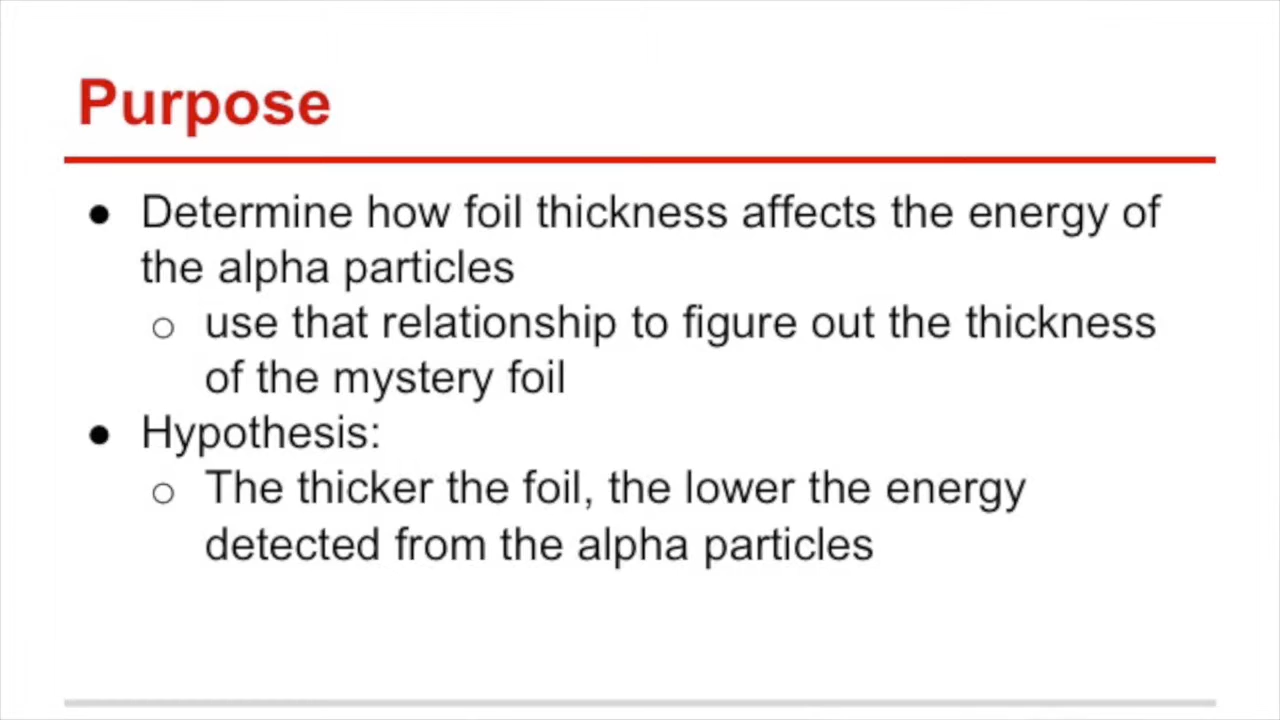 Purpose
● Determine how foil thickness affects the energy of
the alpha particles
○ use that relationship to figure out the thickness
of the mystery foil
● Hypothesis:
○ The thicker the foil, the lower the energy
detected from the alpha particles